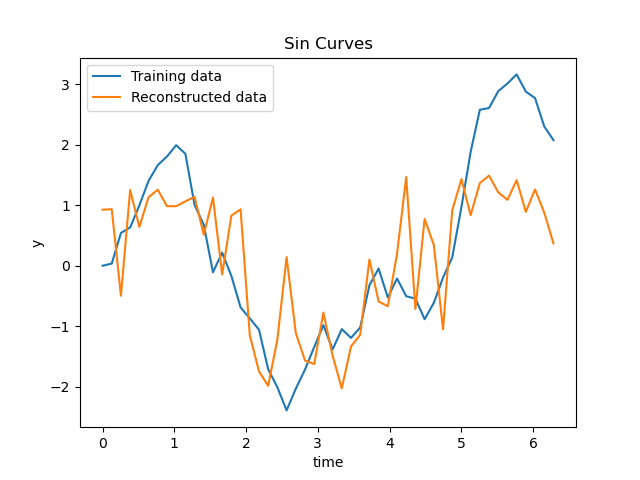 Sin Curves
Training data
Reconstructed data
y
3
2
1
0
−1
−2
0 1 2 3 4 5 6
time